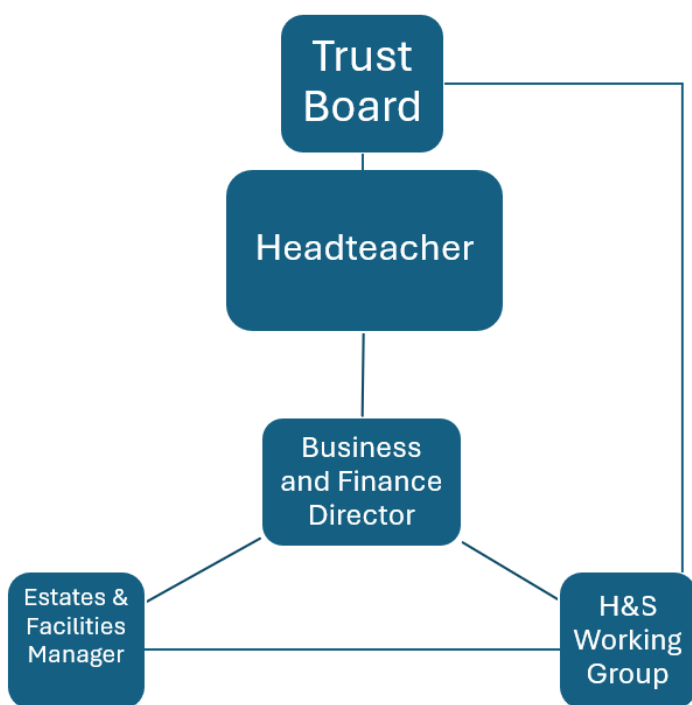 Trust
Board
Headteacher
Business
and Finance
Director
Estates &
Facilities
Manager
H&S
Working
Group